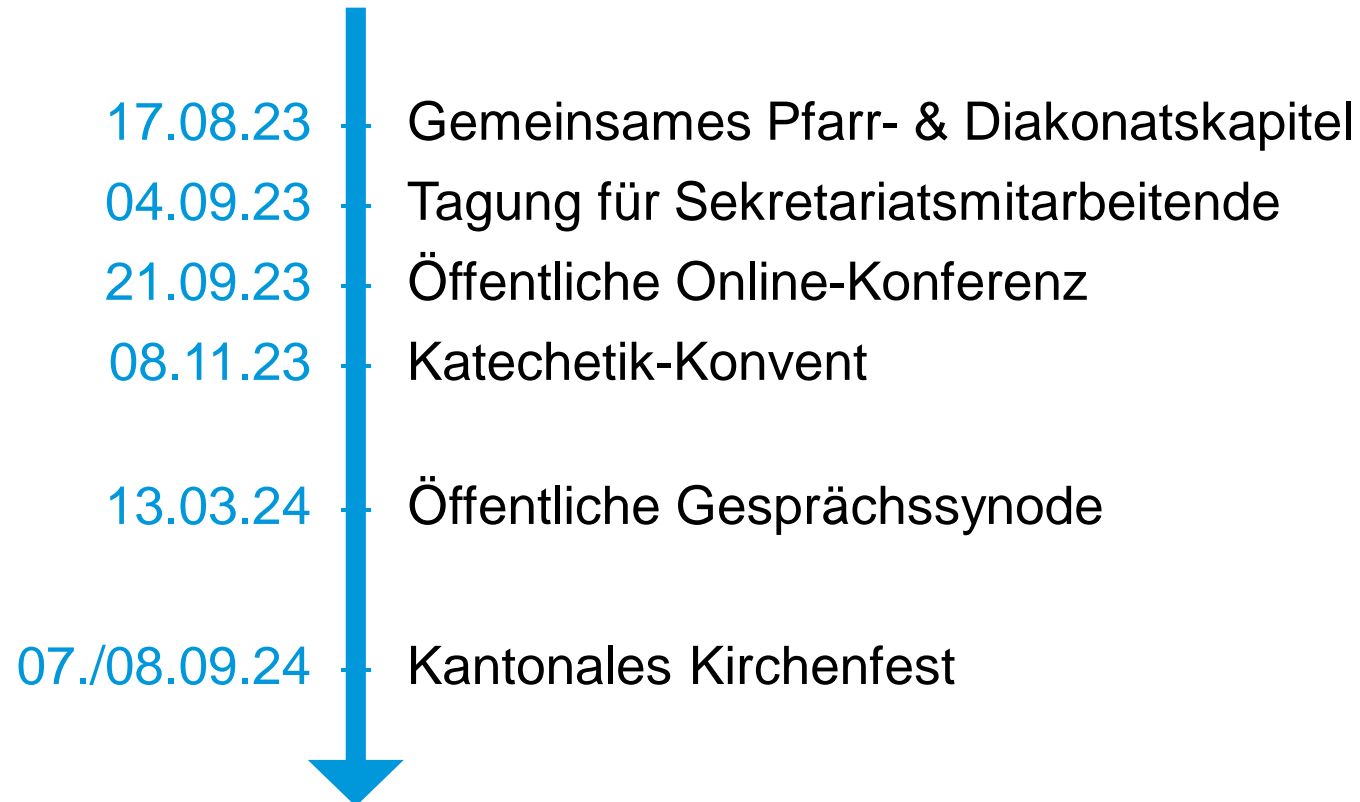 17.08.23 Gemeinsames Pfarr- & Diakonatskapitel
04.09.23 Tagung für Sekretariatsmitarbeitende
21.09.23 Öffentliche Online-Konferenz
08.11.23 Katechetik-Konvent
13.03.24 Öffentliche Gesprächssynode
07./08.09.24 Kantonales Kirchenfest